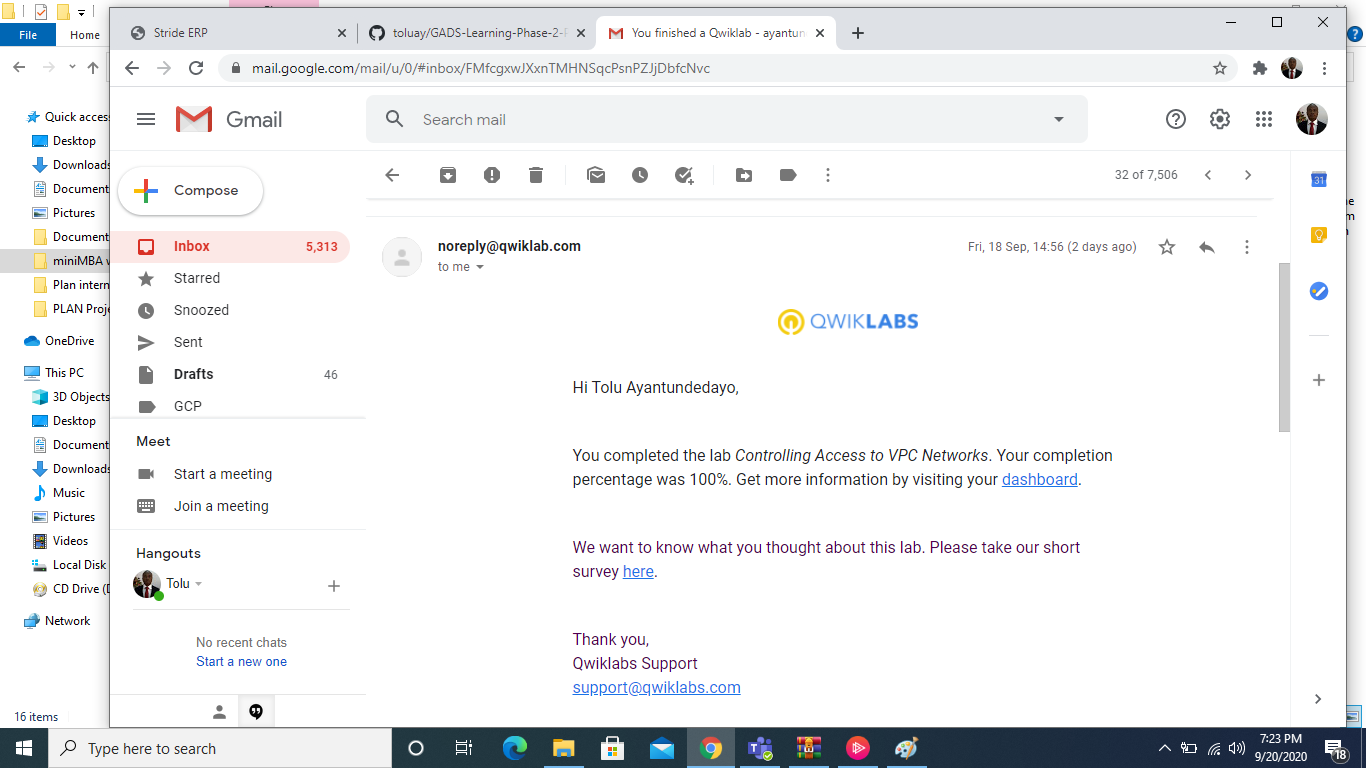 File
Home
Stride ERP
toluay/GADS-Learning-Phase-2-P
You finished a Qwiklab - ayantun
mail.google.com/mail/u/0/#inbox/FMfcgxwJXxnTMHNSqcPsnPZJjDbfcNvc
Gmail
Search mail
Compose
32 of 7,506
Inbox 5,313
Starred
Snoozed
Sent
Drafts 46
GCP
Meet
Start a meeting
Join a meeting
Hangouts
Tolu
No recent chats
Start a new one
noreply@qwiklab.com
to me
Fri, 18 Sep, 14:56 (2 days ago)
QWIKLABS
Hi Tolu Ayantundedayo,
You completed the lab Controlling Access to VPC Networks. Your completion
percentage was 100%. Get more information by visiting your dashboard.
We want to know what you thought about this lab. Please take our short
survey here.
Thank you,
Qwiklabs Support
support@qwiklabs.com
31
Quick acces
Desktop
Downloads
Document
Pictures
Document
miniMBA w
Plan intern
PLAN Proje
OneDrive
This PC
3D Objects
Desktop
Document
Downloads
Music
Pictures
Videos
Local Disk
CD Drive (D
Network
16 items
Type here to search
7:23 PM
9/20/2020
18